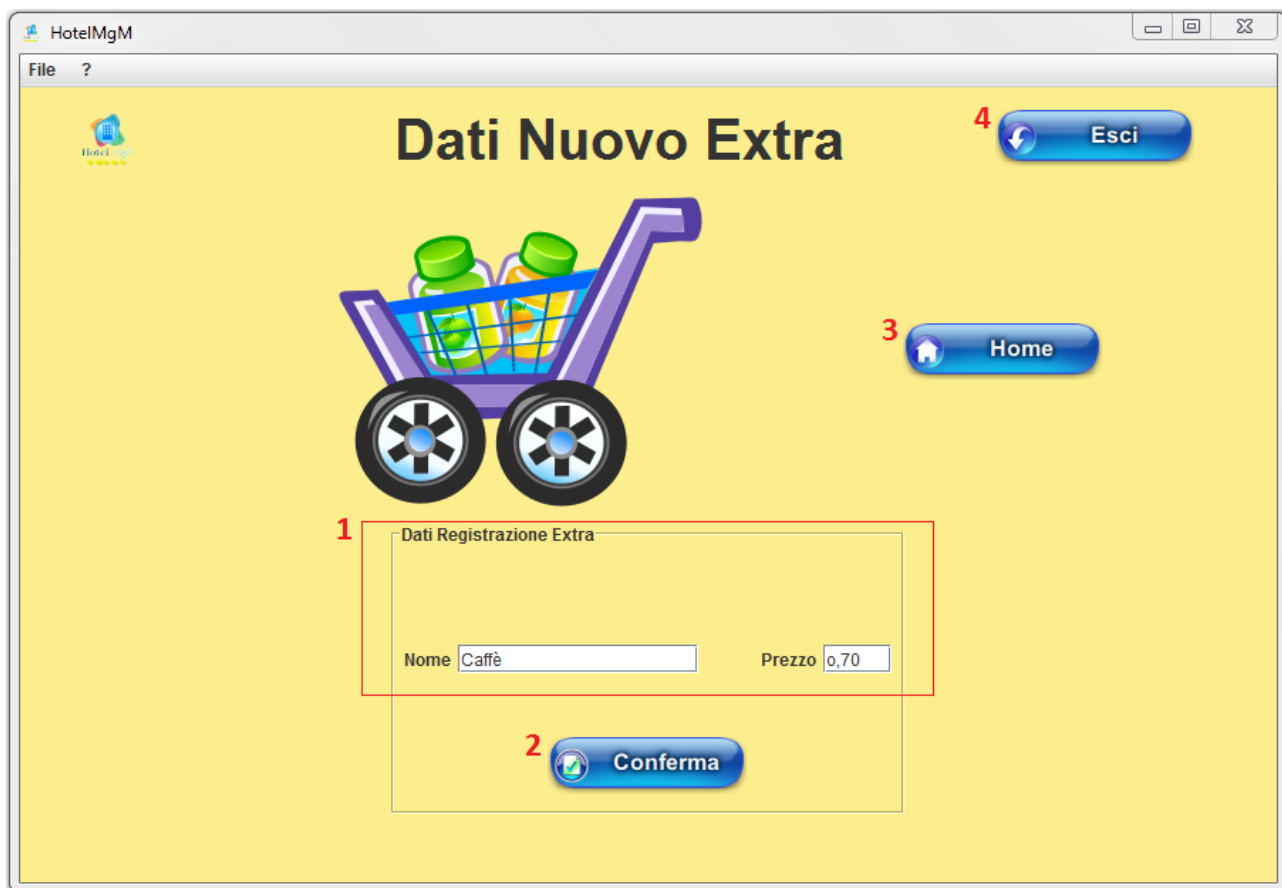 HotelMgM
File ?
Dati Nuovo Extra
4 Esci
Hotel
3 Home
1 Dati Registrazione Extra
Nome Caffè Prezzo o,70
2 Conferma